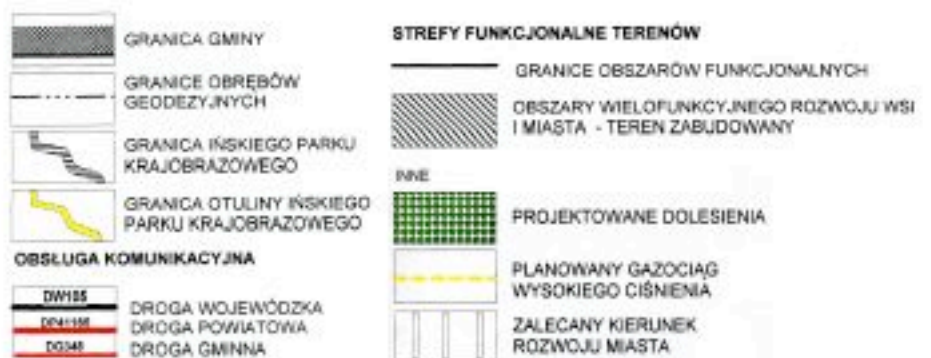 GRANICA GMINY
GRANICE OBRĘBÓW
GEODEZYJNYCH
GRANICA IŃSKIEGO PARKU
KRAJOBRAZOWEGO
GRANICA OTULINY IŃSKIEGO
PARKU KRAJOBRAZOWEGO
OBSŁUGA KOMUNIKACYJNA
DROGA WOJEWÓDZKA
DROGA POWIATOWA
DG348
DROGA GMINNA
STREFY FUNKCJONALNE TERENÓW
GRANICE OBSZARÓW FUNKCJONALNYCH
OBSZARY WIELOFUNKCYJNEGO ROZWOJU WSI
I MIASTA - TEREN ZABUDOWANY
INNE
PROJEKTOWANE DOLESIENIA
PLANOWANY GAZOCIĄG
WYSOKIEGO CIŚNIENIA
ZALECANY KIERUNEK
ROZWOJU MIASTA